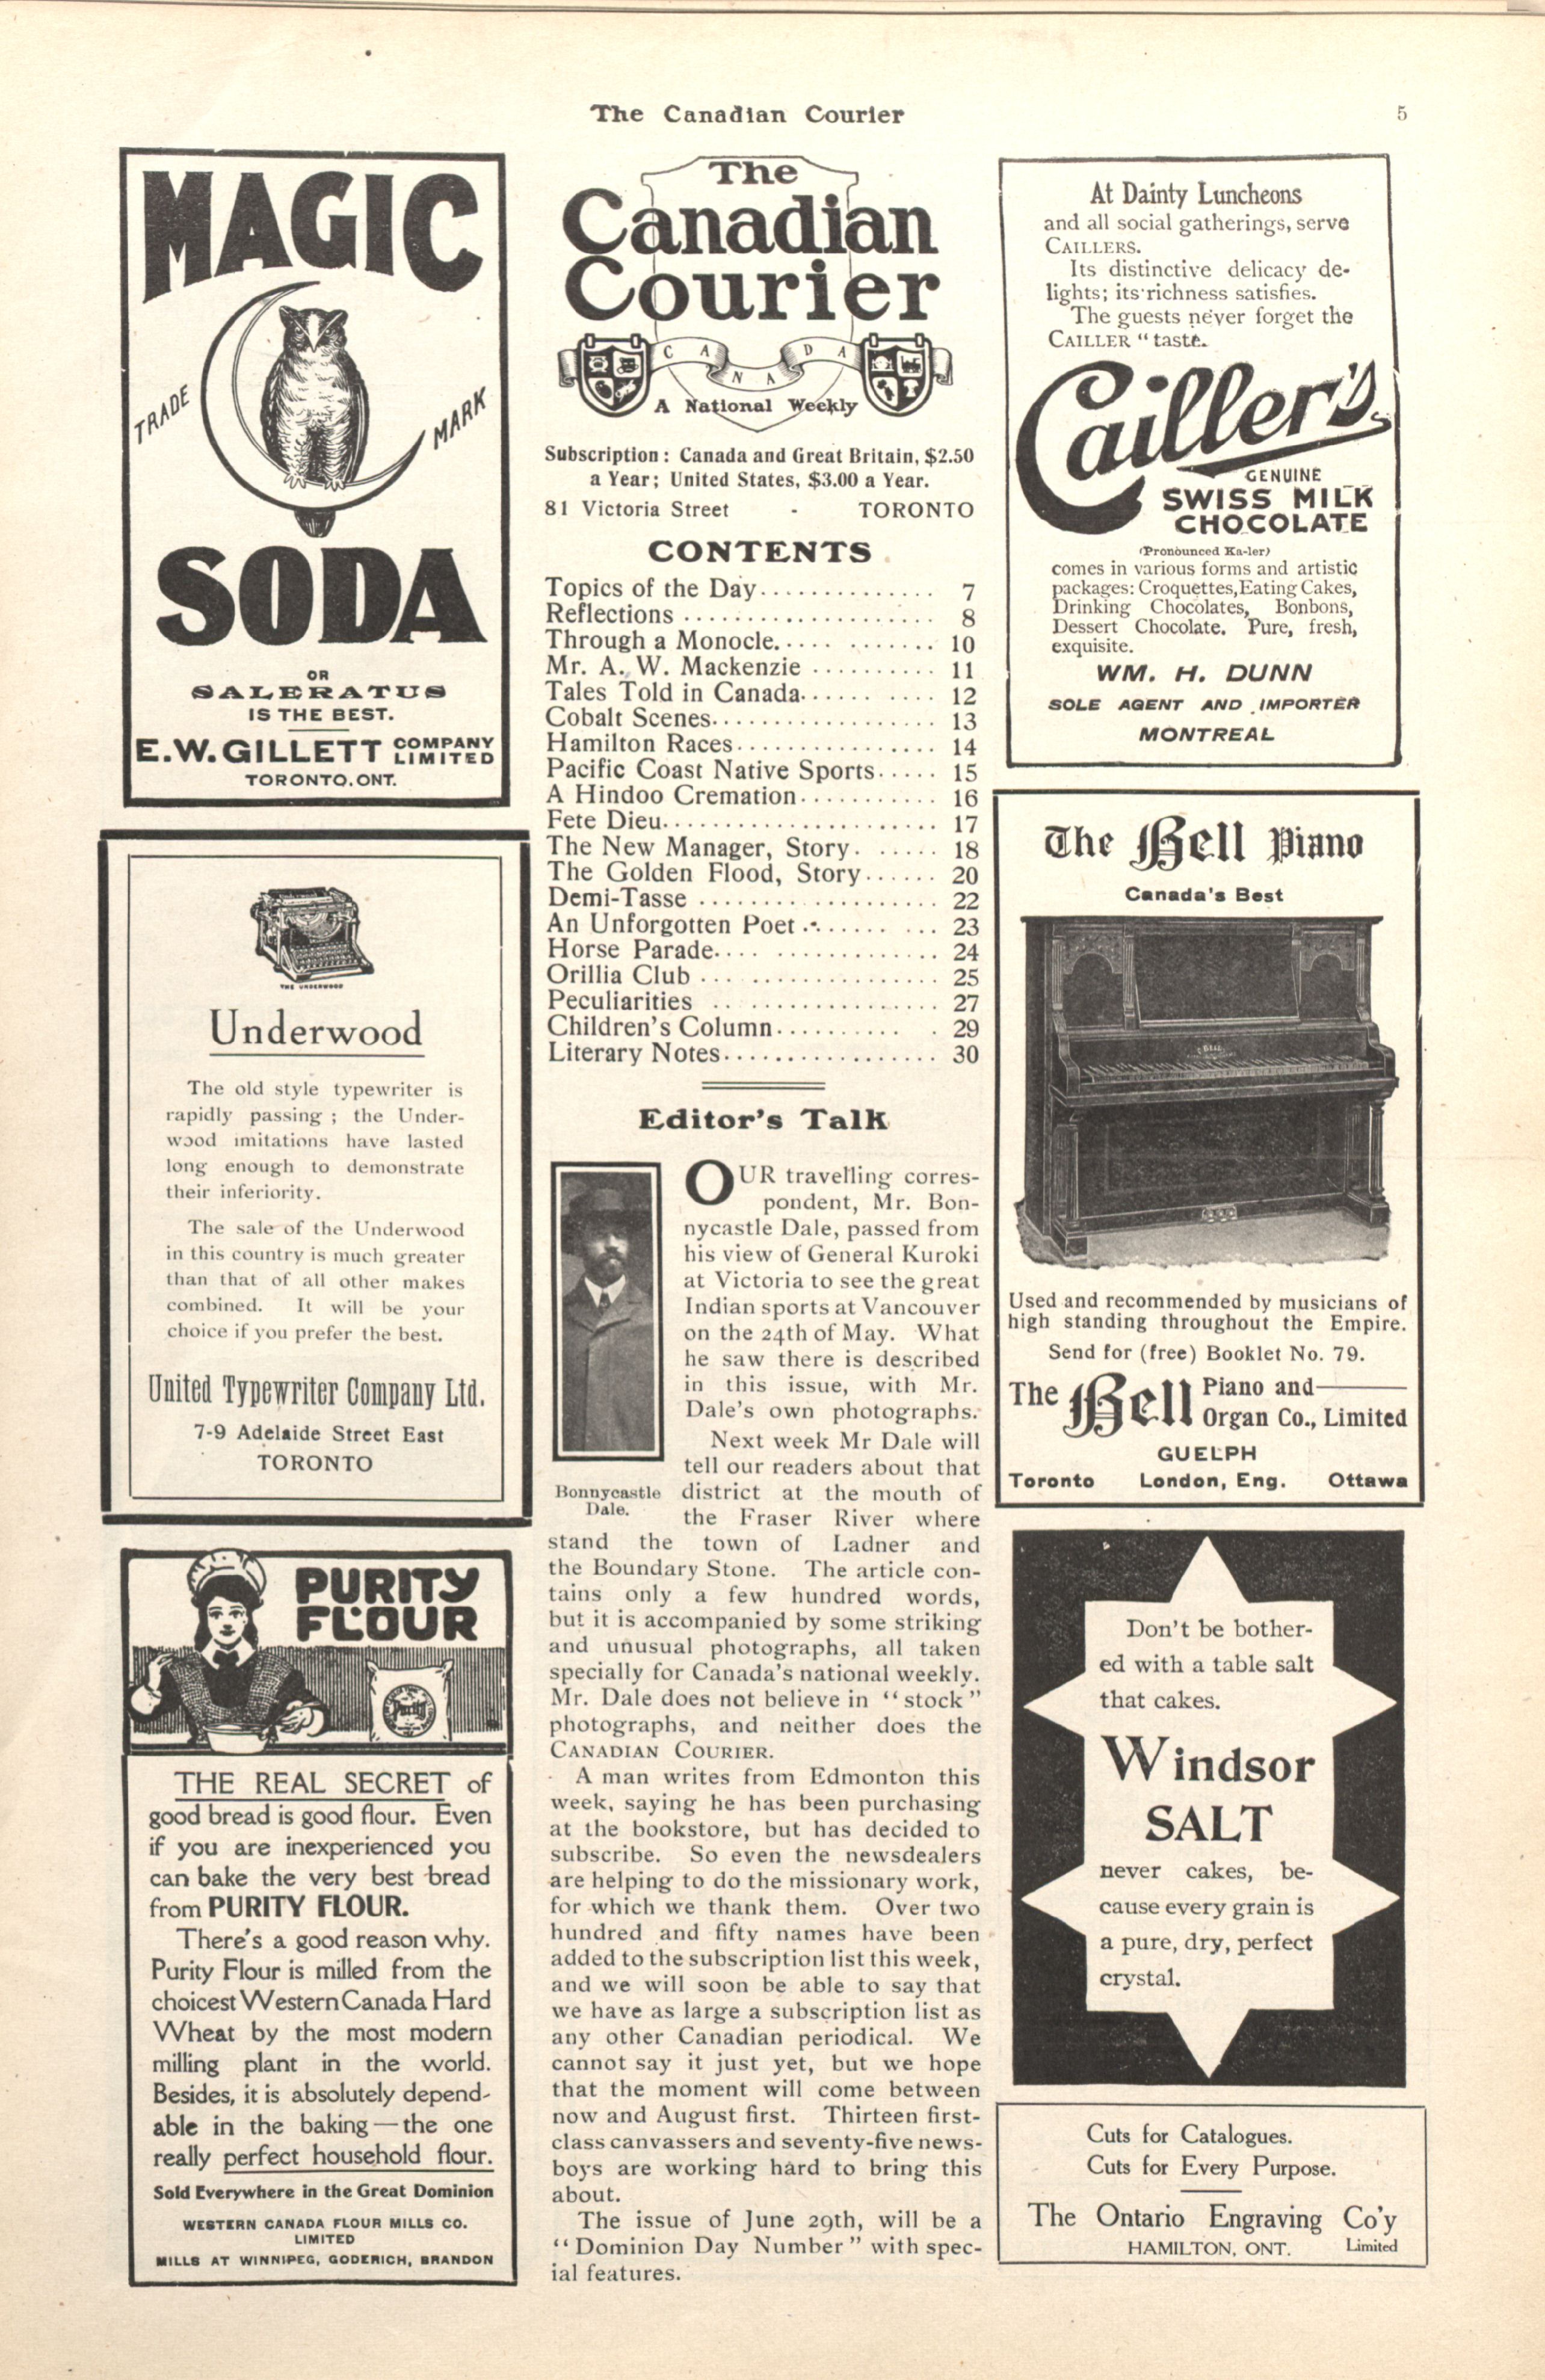 The Canadian Courier
5
MAGIC
TRADE
MARK
SODA
OR
SALERATUS
IS THE BEST.
E.W.GILLETT COMPANY LIMITED
TORONTO.ONT.
THE UNDERWOOD
Underwood
The old style typewriter is
rapidly passing ; the Under-
wood imitations have lasted
long enough to demonstrate
their inferiority.
The sale of the Underwood
in this country is much greater
than that of all other makes
combined. It will be your
choice if you prefer the best.
United Typewriter Company Ltd.
7-9 Adelaide Street East
TORONTO
PURITY
FLOUR
Purity
THE REAL SECRET of
good bread is good flour. Even
if you are inexperienced you
can bake the very best bread
from PURITY FLOUR.
There's a good reason why.
Purity Flour is milled from the
choicest Western Canada Hard
Wheat by the most modern
milling plant in the world.
Besides, it is absolutely depend-
able in the baking—the one
really perfect household flour.
Sold Everywhere in the Great Dominion
WESTERN CANADA FLOUR MILLS CO.
LIMITED
MILLS AT WINNIPEG, GODERICH, BRANDON
The
Canadian
Courier
CANADA
A National Weekly
Subscription : Canada and Great Britain, $2.50
a Year; United States, $3.00 a Year.
81 Victoria Street - TORONTO
CONTENTS
Topics of the Day.............. 7
Reflections .................... 8
Through a Monocle............ 10
Mr. A. W. Mackenzie .......... 11
Tales Told in Canada.......... 12
Cobalt Scenes.................. 13
Hamilton Races................ 14
Pacific Coast Native Sports..... 15
A Hindoo Cremation........... 16
Fete Dieu...................... 17
The New Manager, Story. ..... 18
The Golden Flood, Story...... 20
Demi-Tasse ................... 22
An Unforgotten Poet .......... 23
Horse Parade.... ............. 24
Orillia Club ... ............... 25
Peculiarities .. ............... 27
Children's Column.......... . 29
Literary Notes................. 30
Editor's Talk
OUR travelling corres-
pondent, Mr. Bon-
nycastle Dale, passed from
his view of General Kuroki
at Victoria to see the great
Indian sports at Vancouver
on the 24th of May. What
he saw there is described
in this issue, with Mr.
Dale's own photographs.
Next week Mr Dale will
tell our readers about that
Bonnycastle
Dale.
district at the mouth of
the Fraser River where
stand the town of Ladner and
the Boundary Stone. The article con-
tains only a few hundred words,
but it is accompanied by some striking
and unusual photographs, all taken
specially for Canada's national weekly.
Mr. Dale does not believe in "stock"
photographs, and neither does the
CANADIAN COURIER.
A man writes from Edmonton this
week, saying he has been purchasing
at the bookstore, but has decided to
subscribe. So even the newsdealers
are helping to do the missionary work,
for which we thank them. Over two
hundred and fifty names have been
added to the subscription list this week,
and we will soon be able to say that
we have as large a subscription list as
any other Canadian periodical. We
cannot say it just yet, but we hope
that the moment will come between
now and August first. Thirteen first-
class canvassers and seventy-five news-
boys are working hard to bring this
about.
The issue of June 29th, will be a
"Dominion Day Number" with spec-
ial features.
At Dainty Luncheons
and all social gatherings, serve
CAILLERS.
Its distinctive delicacy de-
lights; its richness satisfies.
The guests never forget the
CAILLER "taste.
Cailler's
GENUINE
SWISS MILK
CHOCOLATE
(Pronounced Ka-ler)
comes in various forms and artistic
packages: Croquettes, Eating Cakes,
Drinking Chocolates, Bonbons,
Dessert Chocolate. Pure, fresh,
exquisite.
WM. H. DUNN
SOLE AGENT AND IMPORTER
MONTREAL
The Bell Piano
Canada's Best
BELL
Used and recommended by musicians of
high standing throughout the Empire.
Send for (free) Booklet No. 79.
The Bell Piano and
Organ Co., Limited
GUELPH
Toronto London, Eng. Ottawa
Don't be bother-
ed with a table salt
that cakes.
Windsor
SALT
never cakes, be-
cause every grain is
a pure, dry, perfect
crystal.
Cuts for Catalogues.
Cuts for Every Purpose.
The Ontario Engraving Co'y
HAMILTON, ONT. Limited